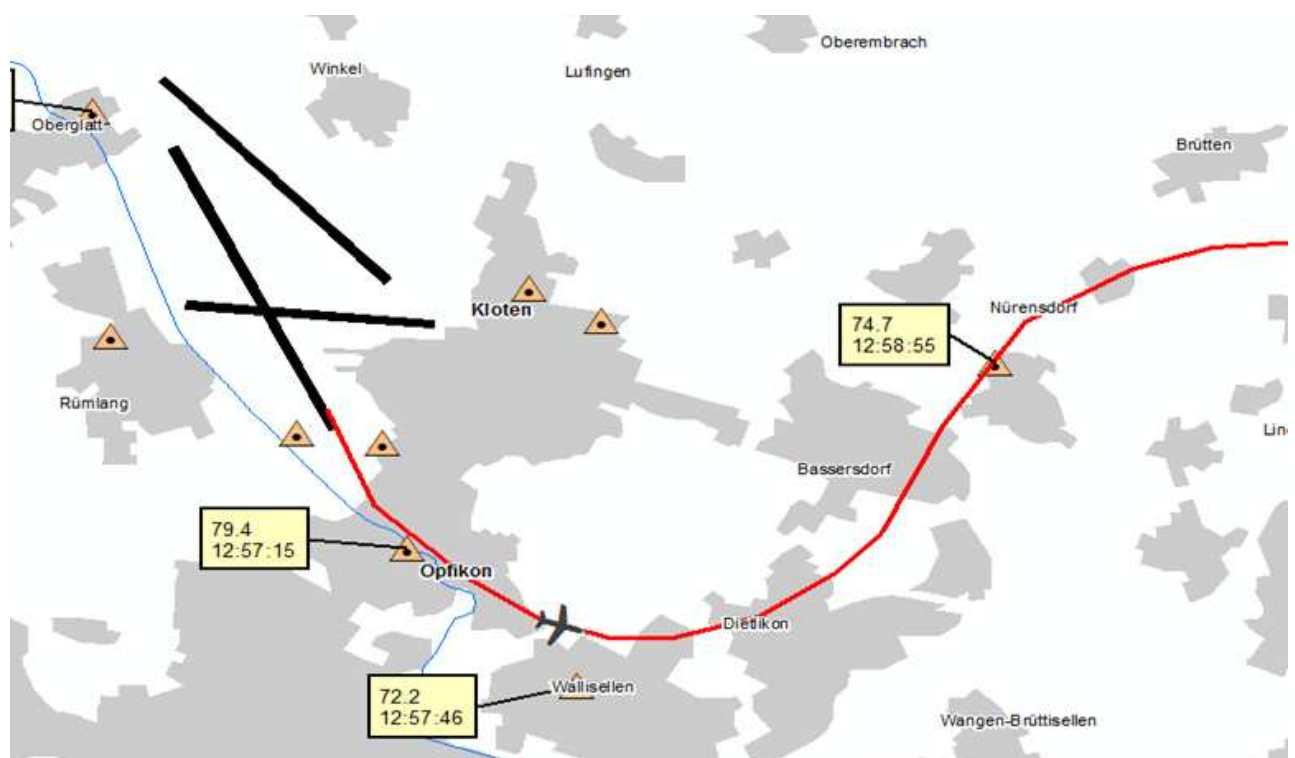 Oberembrach
Winkel
Lufingen
Oberglatt
Brütten
Kloten
Nürensdorf
74.7
12:58:55
Rümlang
Bassersdorf
79.4
12:57:15
Opfikon
Dietlikon
72.2
12:57:46
Wallisellen
Wangen-Brüttisellen